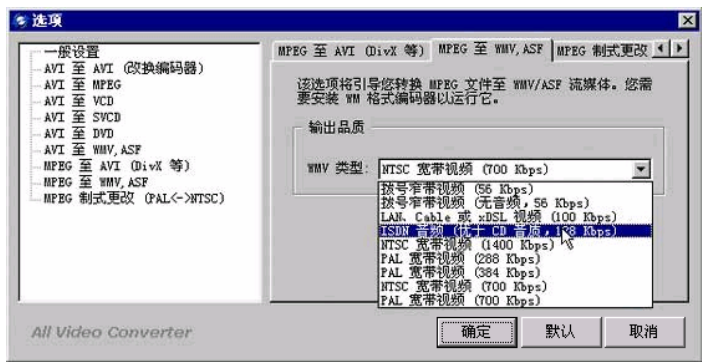 选项
一般设置
AVI 至 AVI (改换编码器)
AVI 至 MPEG
AVI 至 VCD
AVI 至 SVCD
AVI 至 DVD
AVI 至 WMV,ASF
MPEG 至 AVI (DivX 等)
MPEG 至 WMV,ASF
MPEG 制式更改 (PAL<->NTSC)
MPEG 至 AVI (DivX 等) MPEG 至 WMV,ASF MPEG 制式更改
该选项将引导您转换 MPEG 文件至 WMV/ASF 流媒体。您需
要安装 WM 格式编码器以运行它。
输出品质
WMV 类型: NTSC 宽带视频 (700 Kbps)
拨号窄带视频 (56 Kbps)
拨号窄带视频 (无音频,56 Kbps)
LAN、Cable 或 xDSL 视频 (100 Kbps)
ISDN 音频 (优于 CD 音质, Kbps)
NTSC 宽带视频 (1400 Kbps)
PAL 宽带视频 (288 Kbps)
PAL 宽带视频 (384 Kbps)
NTSC 宽带视频 (700 Kbps)
PAL 宽带视频 (700 Kbps)
All Video Converter
确定 默认 取消